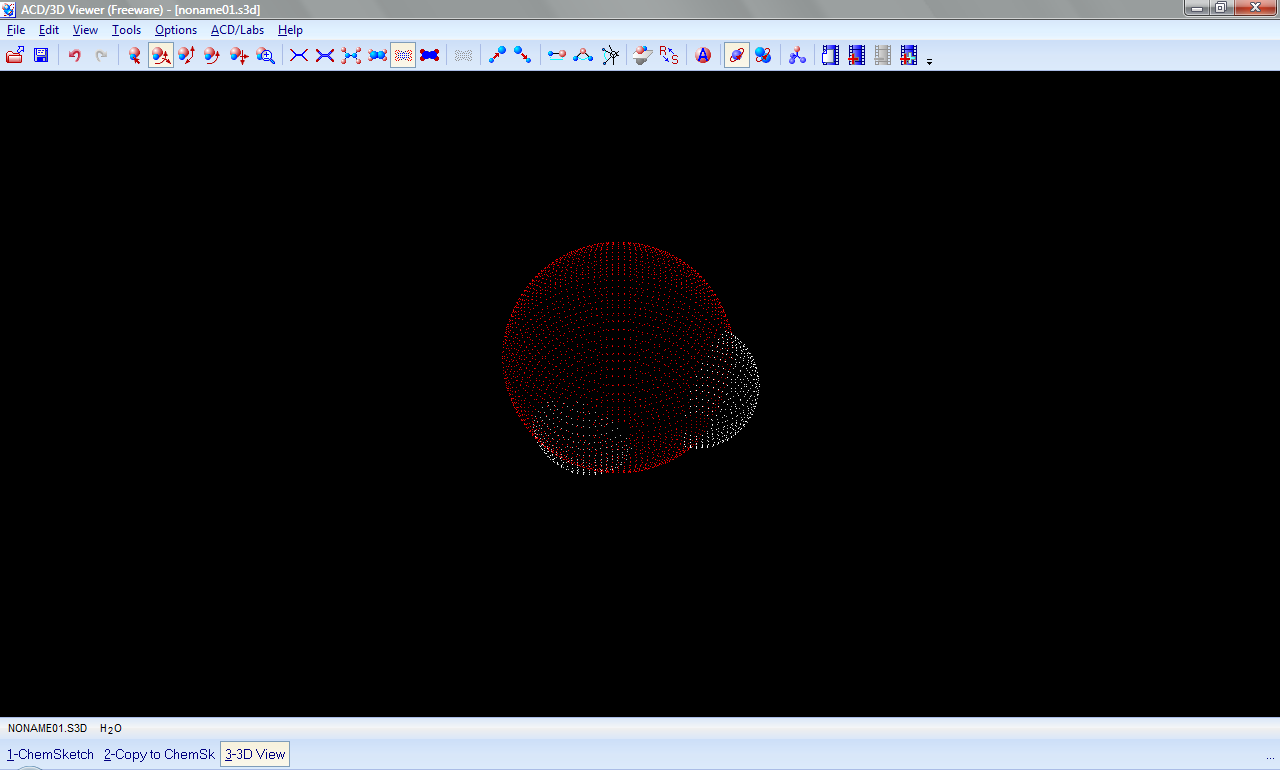 ACD/3D Viewer (Freeware) - [noname01.s3d]
File Edit View Tools Options ACD/Labs Help
R S A
NONAME01.S3D H2O
1-ChemSketch 2-Copy to ChemSk 3-3D View ...